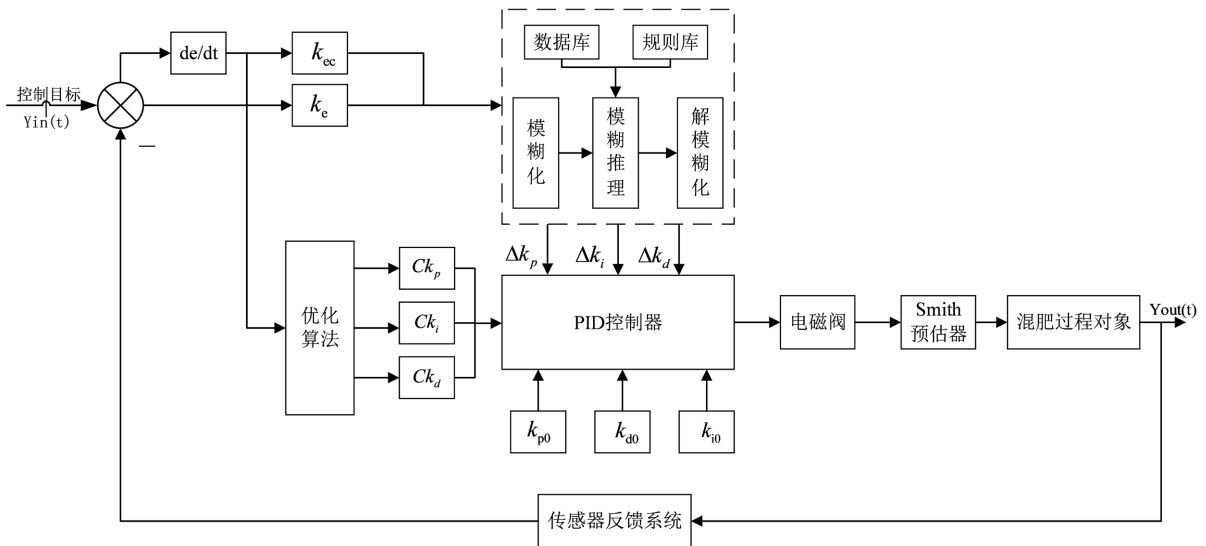 数据库
规则库
de/dt
k_ec
控制目标
Yin(t)
k_e
模糊化
模糊推理
解模糊化
—
Δk_p
Δk_i
Δk_d
优化
算法
Ck_p
Ck_i
Ck_d
PID控制器
电磁阀
Smith
预估器
混肥过程对象
Yout(t)
k_p0
k_d0
k_i0
传感器反馈系统